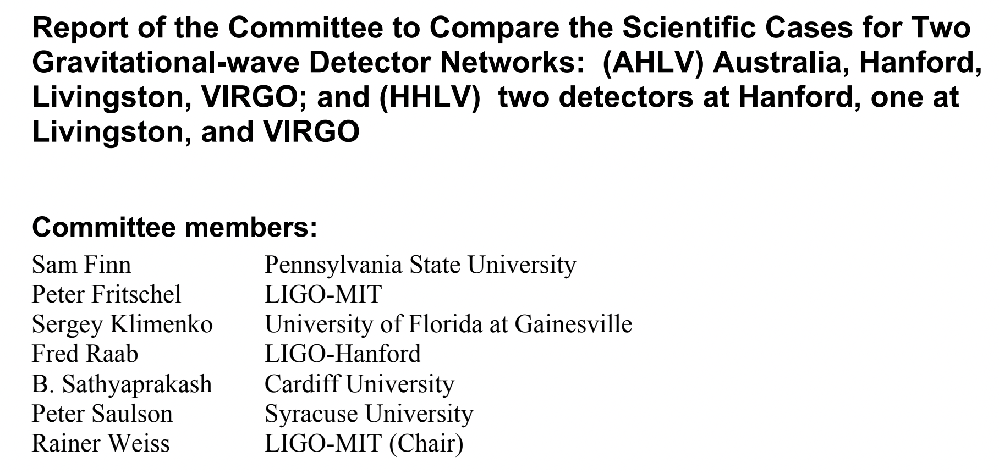 Report of the Committee to Compare the Scientific Cases for Two
Gravitational-wave Detector Networks:  (AHLV) Australia, Hanford,
Livingston, VIRGO; and (HHLV)  two detectors at Hanford, one at
Livingston, and VIRGO
Committee members:
Sam Finn Pennsylvania State University
Peter Fritschel LIGO-MIT
Sergey Klimenko University of Florida at Gainesville
Fred Raab LIGO-Hanford
B. Sathyaprakash Cardiff University
Peter Saulson Syracuse University
Rainer Weiss LIGO-MIT (Chair)